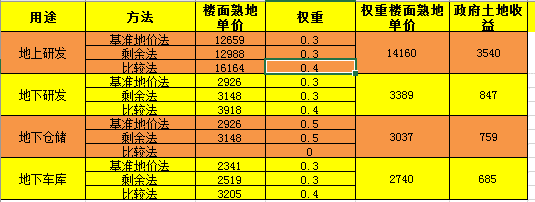 用途 方法 楼面熟地单价 权重 权重楼面熟地单价 政府土地收益
地上研发 基准地价法 12659 0.3 14160 3540
剩余法 12988 0.3
比较法 16164 0.4
地下研发 基准地价法 2926 0.3 3389 847
剩余法 3148 0.3
比较法 3918 0.4
地下仓储 基准地价法 2926 0.5 3037 759
剩余法 3148 0.5
比较法 0
地下车库 基准地价法 2341 0.3 2740 685
剩余法 2519 0.3
比较法 3205 0.4